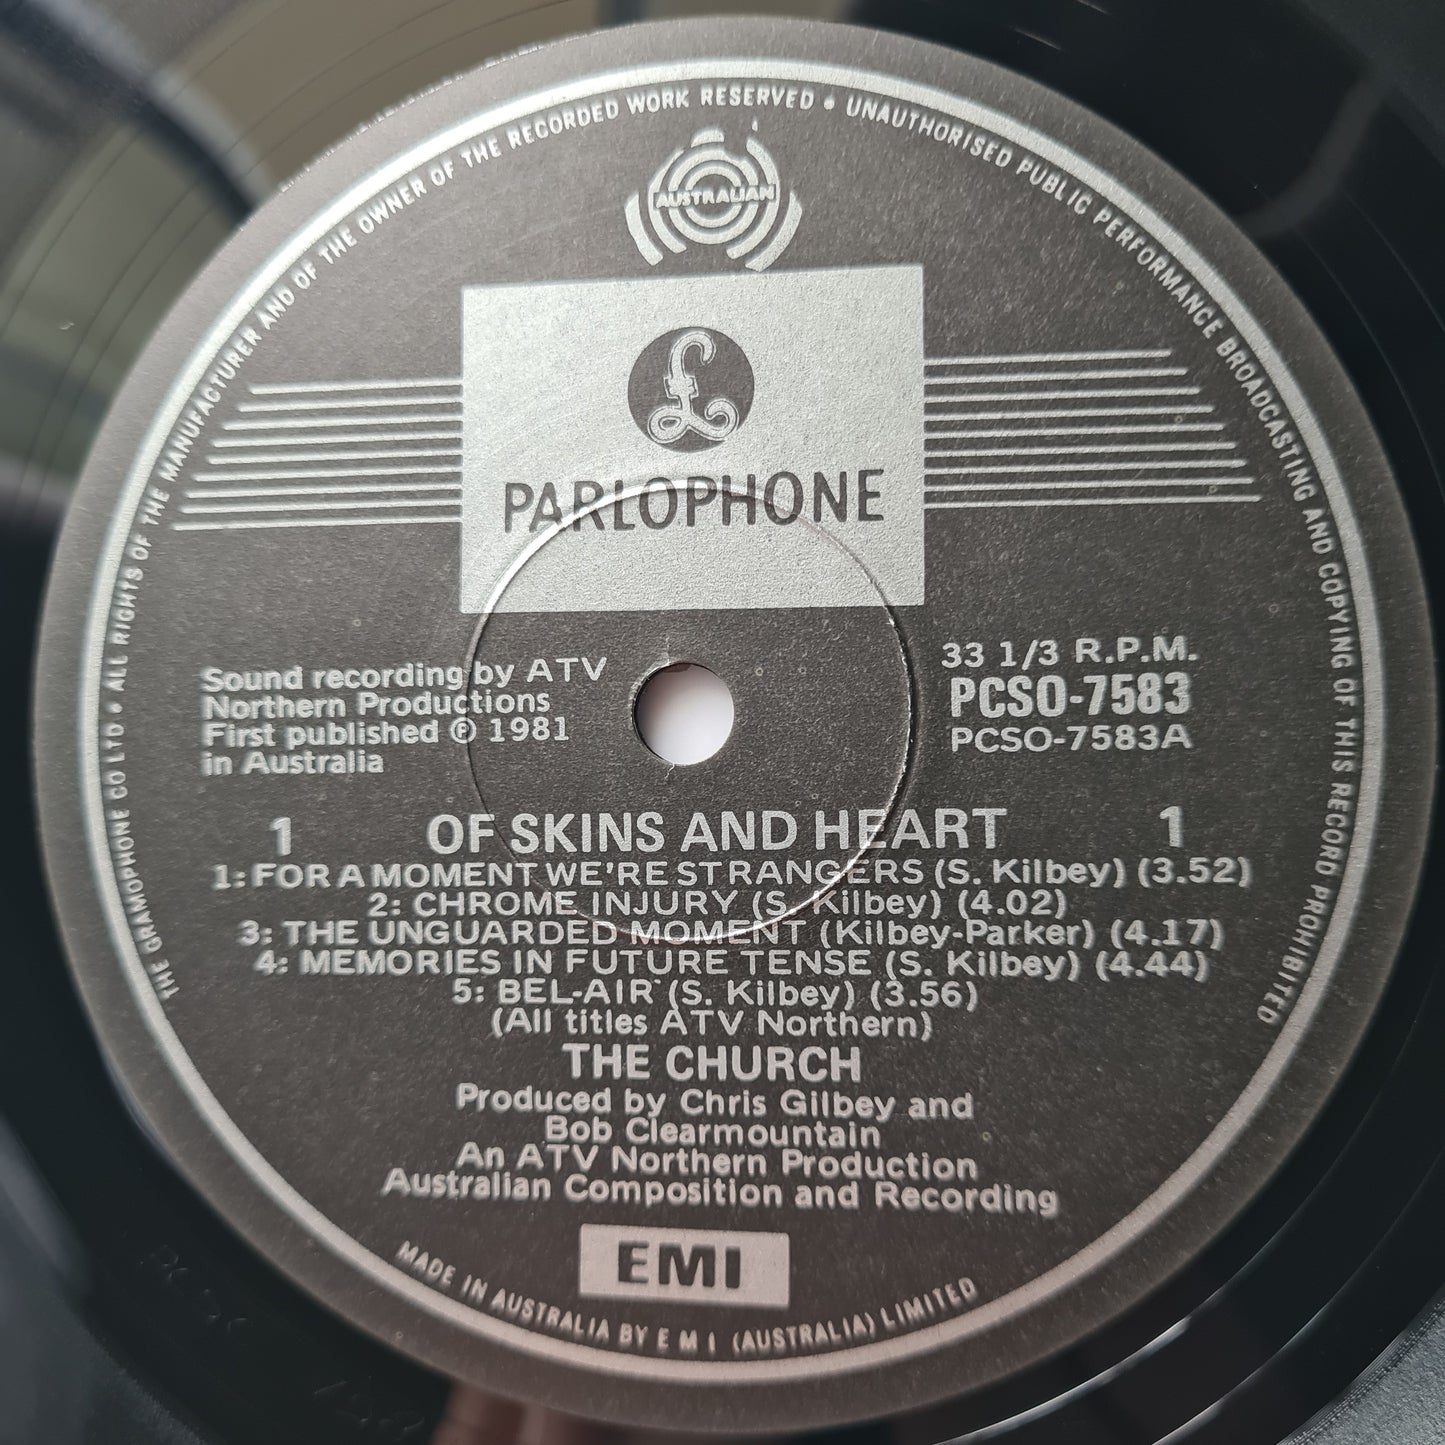 THE GRAMOPHONE CO LTD • ALL RIGHTS OF THE MANUFACTURER AND OF THE OWNER OF THE RECORDED WORK RESERVED • UNAUTHORISED PUBLIC PERFORMANCE BROADCASTING AND COPYING OF THIS RECORD PROHIBITED
AUSTRALIAN
£
PARLOPHONE
Sound recording by ATV
Northern Productions
First published ℗ 1981
in Australia
33 1/3 R.P.M.
PCSO-7583
PCSO-7583A
1 OF SKINS AND HEART 1
1: FOR A MOMENT WE'RE STRANGERS (S. Kilbey) (3.52)
2: CHROME INJURY (S. Kilbey) (4.02)
3: THE UNGUARDED MOMENT (Kilbey-Parker) (4.17)
4: MEMORIES IN FUTURE TENSE (S. Kilbey) (4.44)
5: BEL-AIR (S. Kilbey) (3.56)
(All titles ATV Northern)
THE CHURCH
Produced by Chris Gilbey and
Bob Clearmountain
An ATV Northern Production
Australian Composition and Recording
EMI
MADE IN AUSTRALIA BY E M I (AUSTRALIA) LIMITED